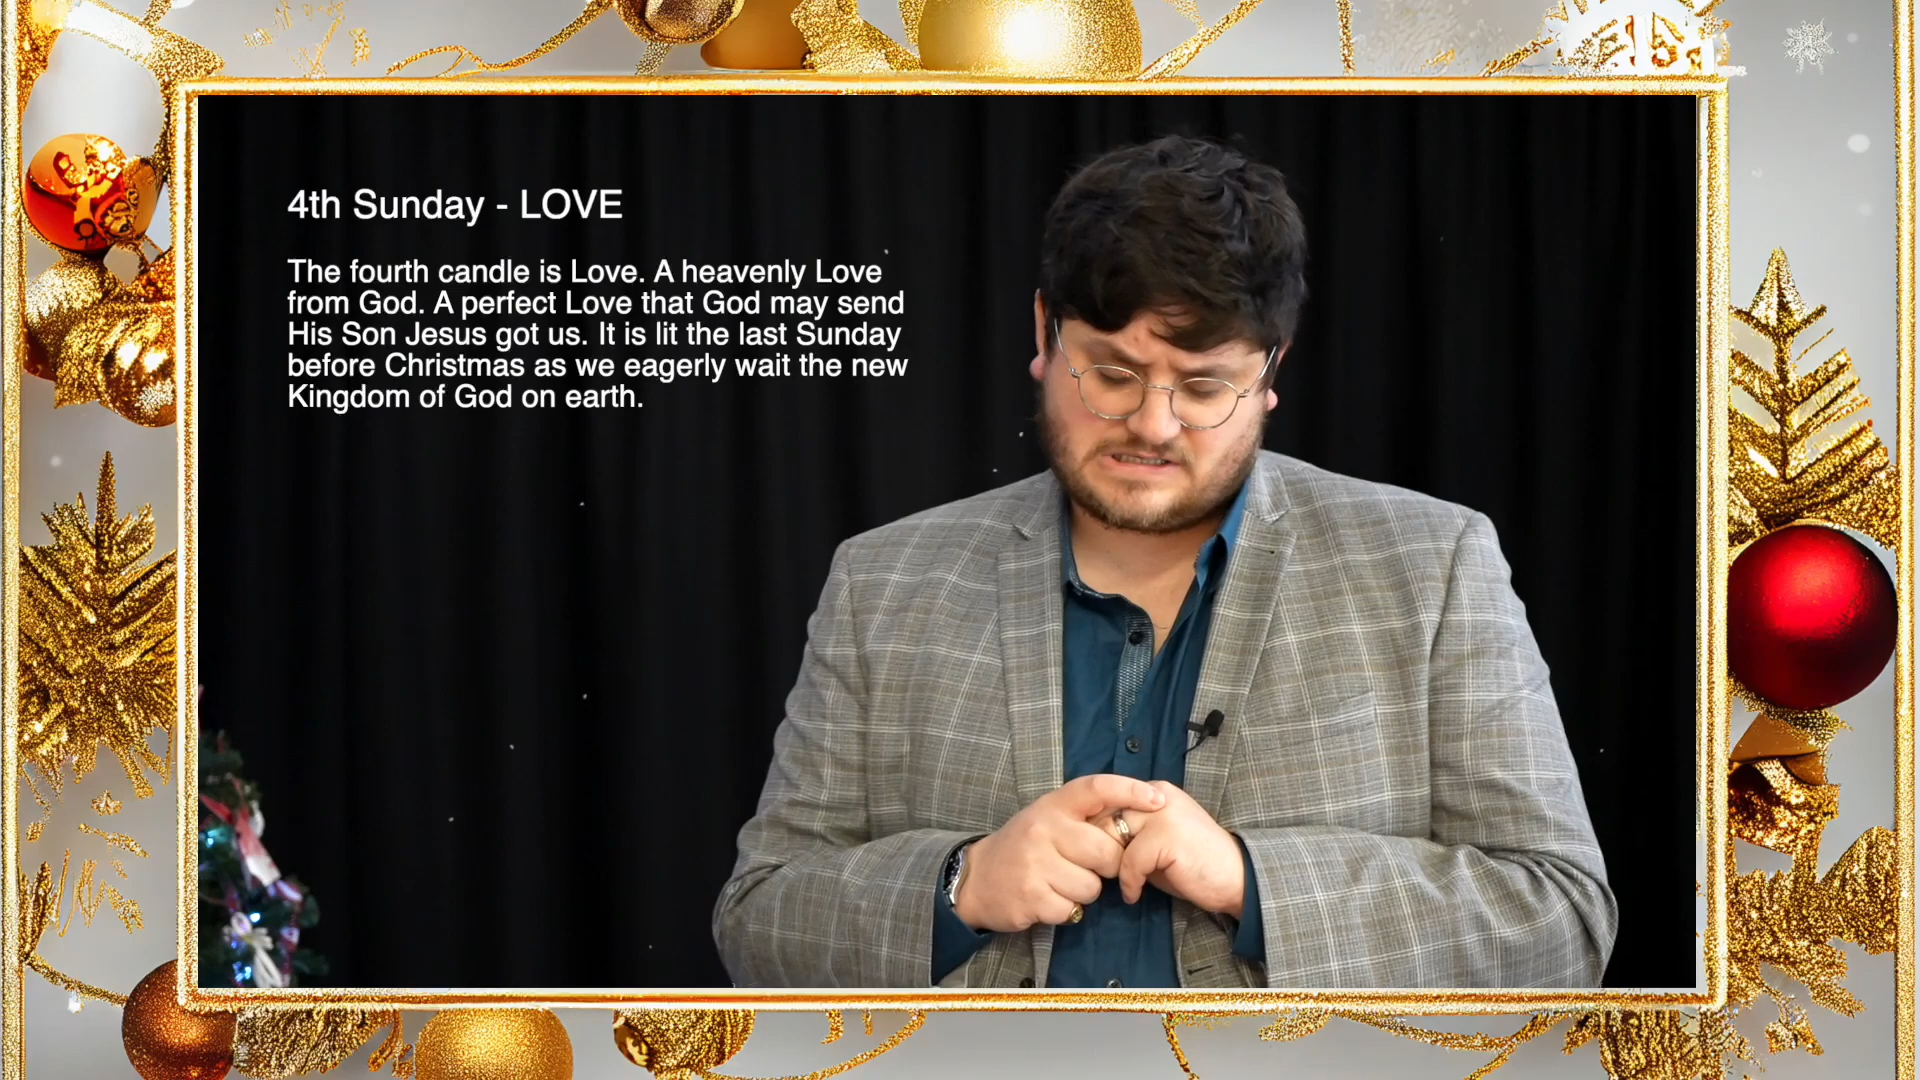 4th Sunday - LOVE
The fourth candle is Love. A heavenly Love
from God. A perfect Love that God may send
His Son Jesus got us. It is lit the last Sunday
before Christmas as we eagerly wait the new
Kingdom of God on earth.